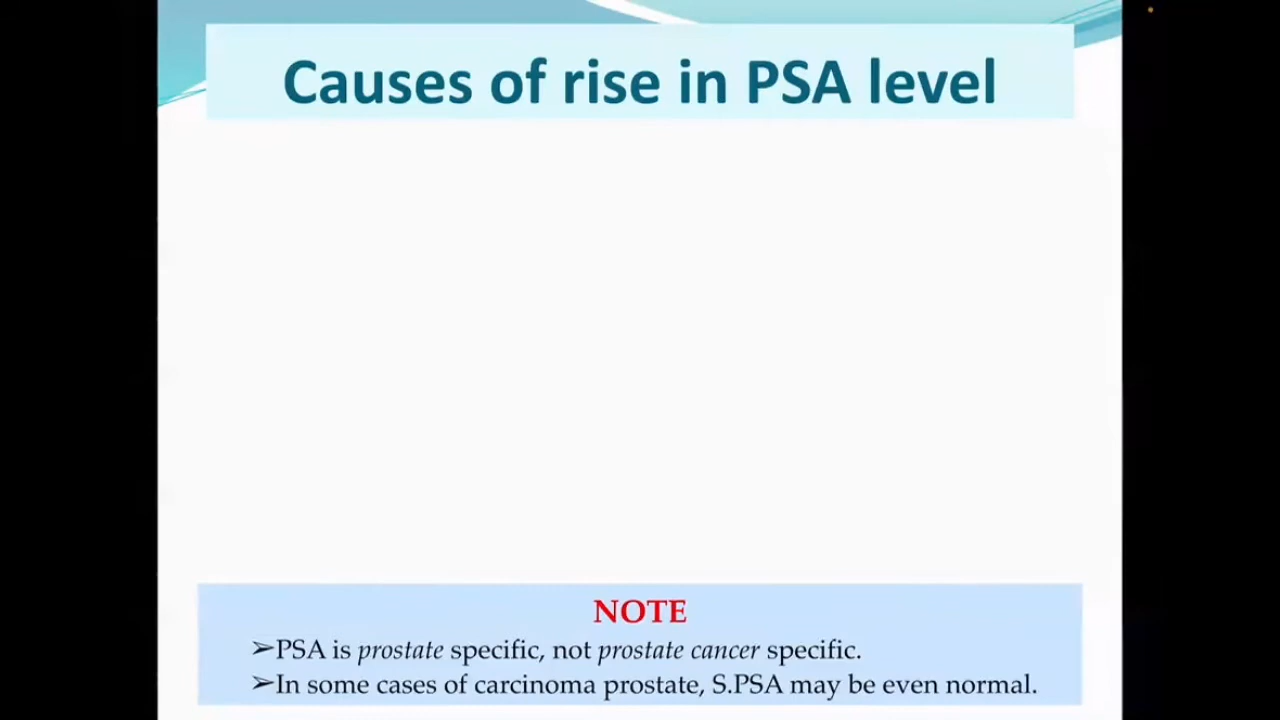 Causes of rise in PSA level
NOTE
➢PSA is prostate specific, not prostate cancer specific.
➢In some cases of carcinoma prostate, S.PSA may be even normal.